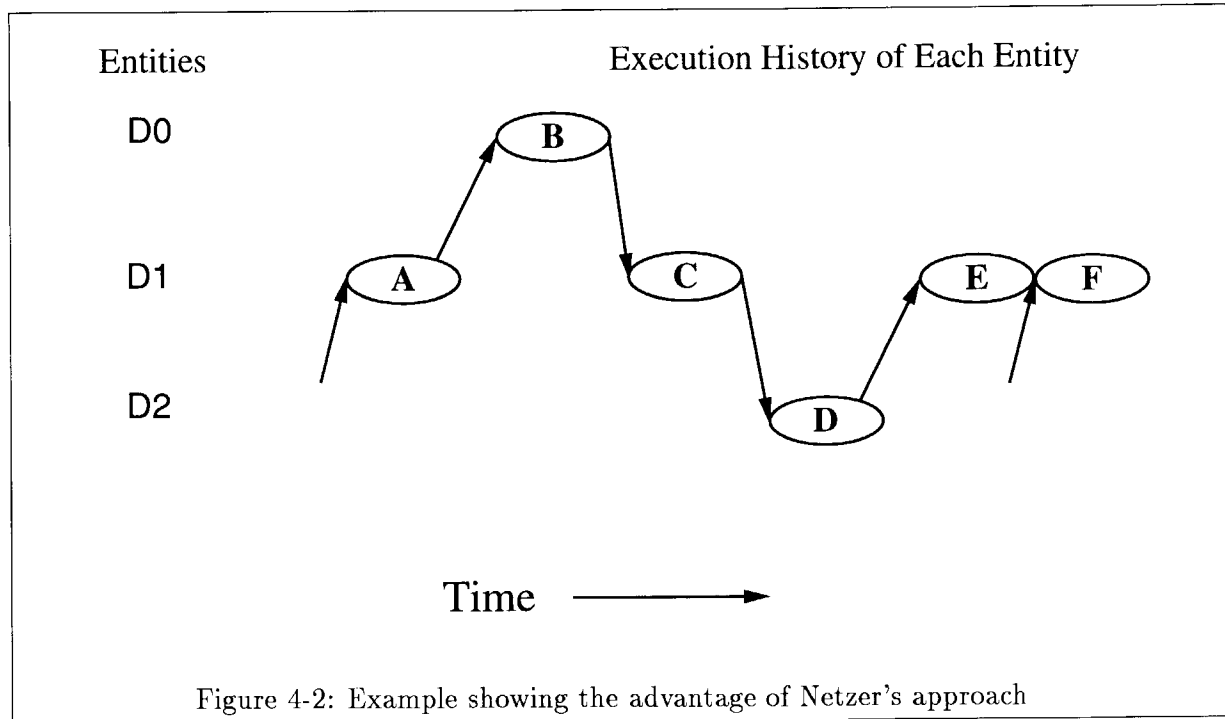 Entities
Execution History of Each Entity
D0
B
D1
A
C
E
F
D2
D
Time
Figure 4-2: Example showing the advantage of Netzer's approach